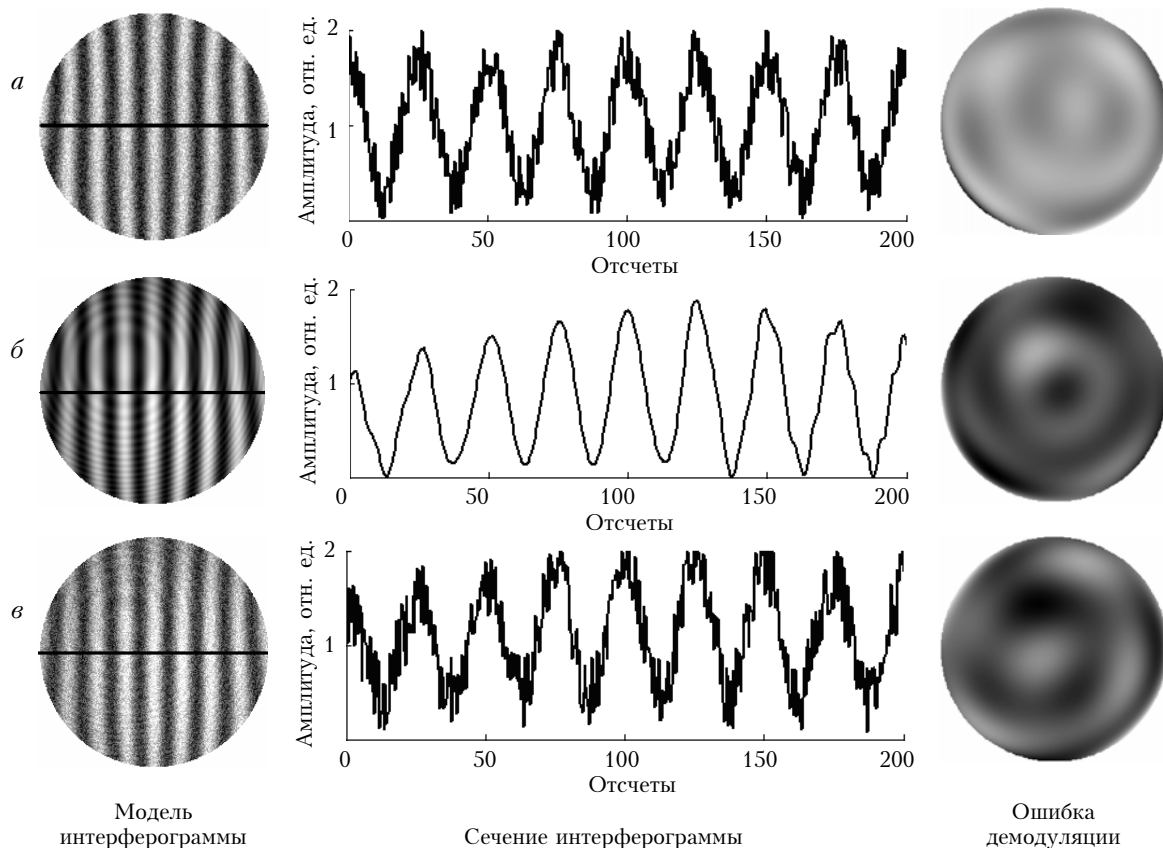 а
Амплитуда, отн. ед.
2
1
0 50 100 150 200
Отсчеты
б
Амплитуда, отн. ед.
2
1
0 50 100 150 200
Отсчеты
в
Амплитуда, отн. ед.
2
1
0 50 100 150 200
Отсчеты
Модель
интерферограммы
Сечение интерферограммы
Ошибка
демодуляции